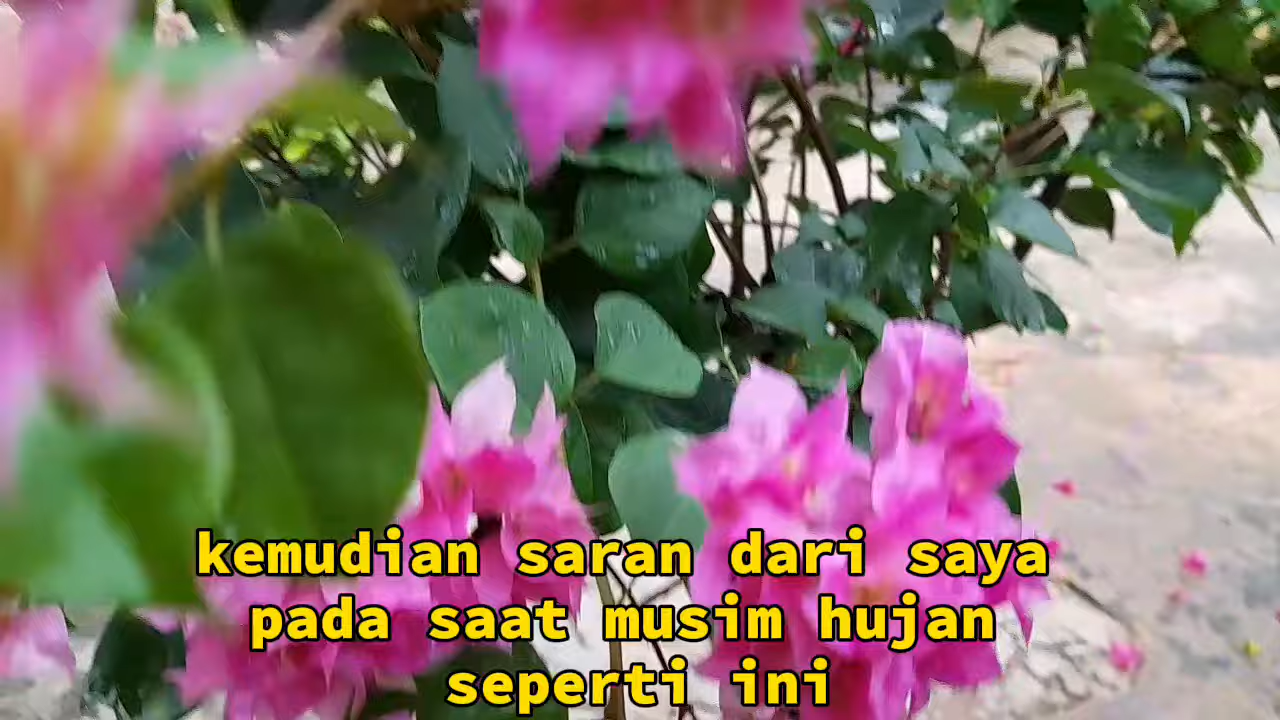 kemudian saran dari saya
pada saat musim hujan
seperti ini